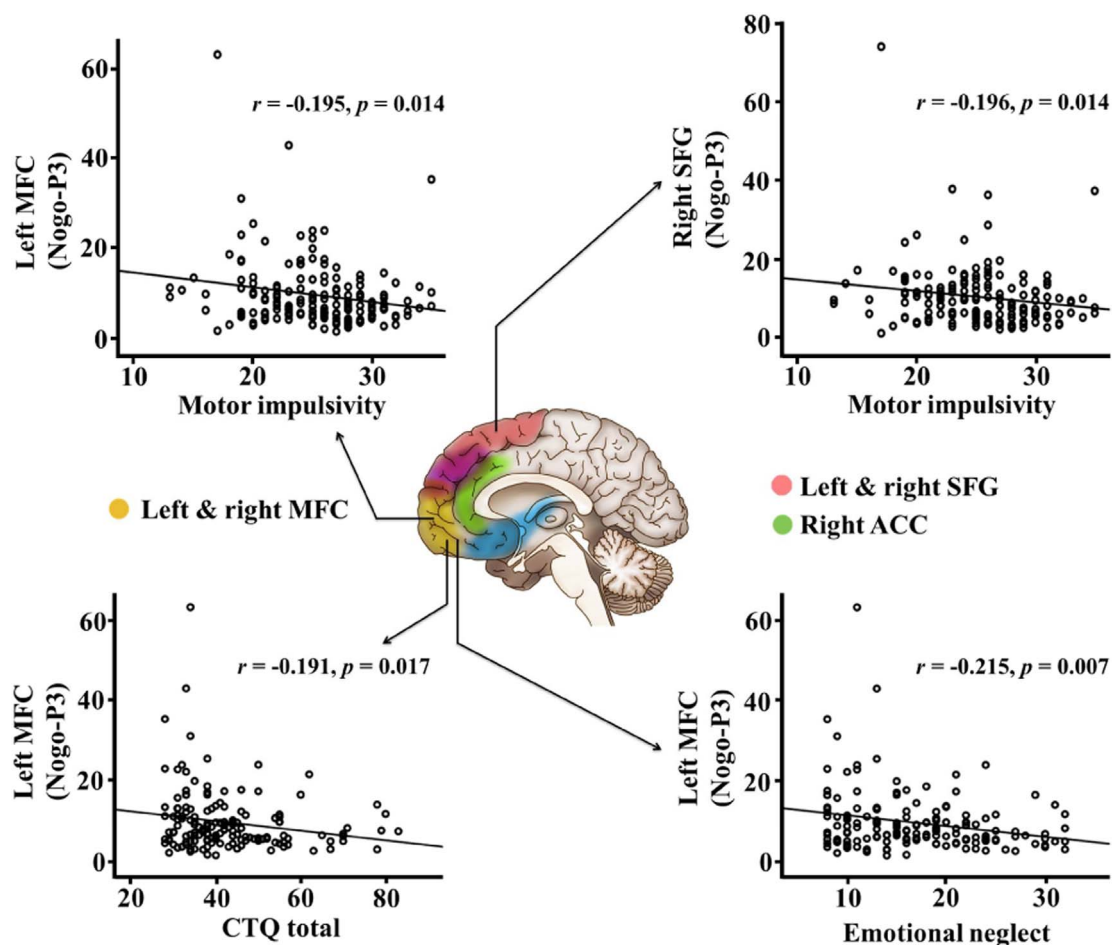 80
60
r = -0.195, p = 0.014
40
Left MFC
(Nogo-P3)
20
0
10
20
30
Motor impulsivity
60
r = -0.196, p = 0.014
40
Right SFG
(Nogo-P3)
20
0
10
20
30
Motor impulsivity
Left & right MFC
Left & right SFG
Right ACC
60
r = -0.191, p = 0.017
40
Left MFC
(Nogo-P3)
20
0
20
40
60
80
CTQ total
60
r = -0.215, p = 0.007
40
Left MFC
(Nogo-P3)
20
0
10
20
30
Emotional neglect